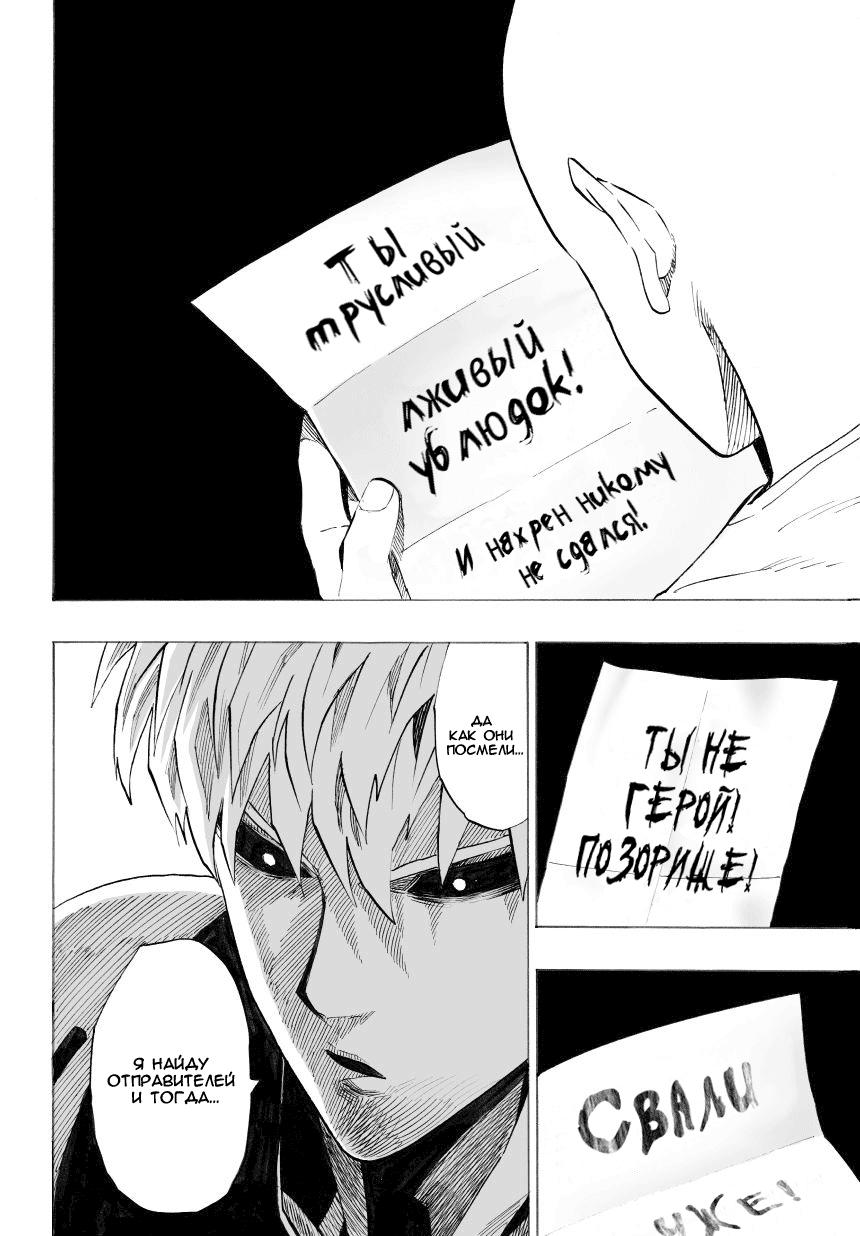 Ты
трусливый
лживый
ублюдок!
И нахрен никому
не сдался!
ТЫ НЕ
ГЕРОЙ!
ПОЗОРИЩЕ!
СВАЛИ
УЖЕ!
ДА
КАК ОНИ
ПОСМЕЛИ...
Я НАЙДУ
ОТПРАВИТЕЛЕЙ
И ТОГДА...